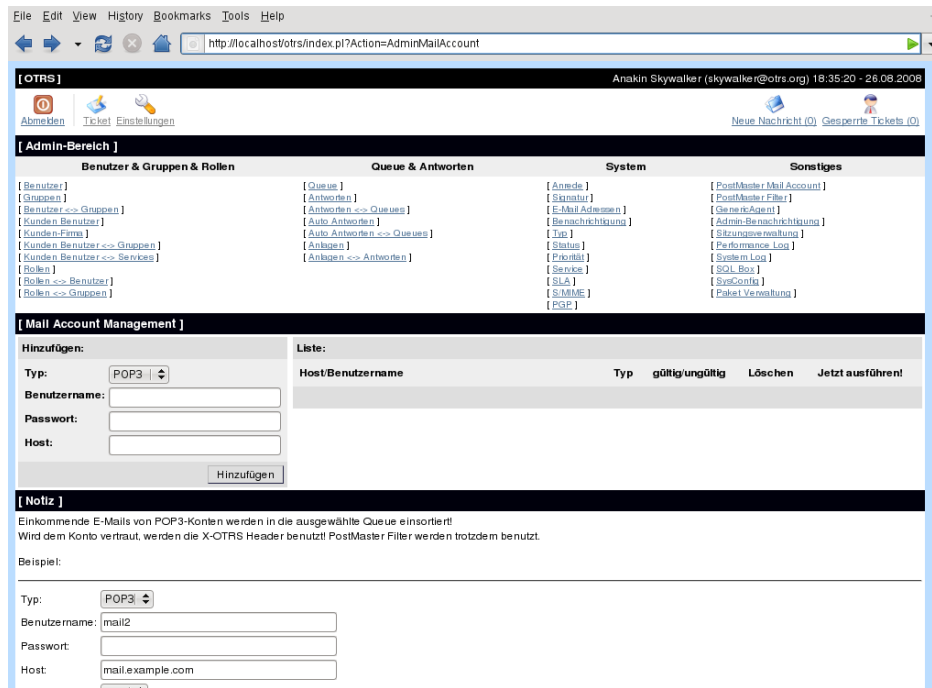 File Edit View History Bookmarks Tools Help
http://localhost/otrs/index.pl?Action=AdminMailAccount
[ OTRS ] Anakin Skywalker (skywalker@otrs.org) 18:35:20 - 26.08.2008
Abmelden Ticket Einstellungen Neue Nachricht (0) Gesperrte Tickets (0)
[ Admin-Bereich ]
Benutzer & Gruppen & Rollen Queue & Antworten System Sonstiges
[ Benutzer ] [ Queue ] [ Anrede ] [ PostMaster Mail Account ]
[ Gruppen ] [ Antworten ] [ Signatur ] [ PostMaster Filter ]
[ Benutzer <-> Gruppen ] [ Antworten <-> Queues ] [ E-Mail Adressen ] [ GenericAgent ]
[ Kunden Benutzer ] [ Auto Antworten ] [ Benachrichtigung ] [ Admin-Benachrichtigung ]
[ Kunden-Firma ] [ Auto Antworten <-> Queues ] [ Typ ] [ Sitzungsverwaltung ]
[ Kunden Benutzer <-> Gruppen ] [ Anlagen ] [ Status ] [ Performance Log ]
[ Kunden Benutzer <-> Services ] [ Anlagen <-> Antworten ] [ Priorität ] [ System Log ]
[ Rollen ] [ Service ] [ SQL Box ]
[ Rollen <-> Benutzer ] [ SLA ] [ SysConfig ]
[ Rollen <-> Gruppen ] [ S/MIME ] [ Paket Verwaltung ]
[ PGP ]
[ Mail Account Management ]
Hinzufügen: Liste:
Typ: POP3 Host/Benutzername Typ gültig/ungültig Löschen Jetzt ausführen!
Benutzername:
Passwort:
Host:
Hinzufügen
[ Notiz ]
Einkommende E-Mails von POP3-Konten werden in die ausgewählte Queue einsortiert!
Wird dem Konto vertraut, werden die X-OTRS Header benutzt! PostMaster Filter werden trotzdem benutzt.
Beispiel:
Typ: POP3
Benutzername: mail2
Passwort:
Host: mail.example.com